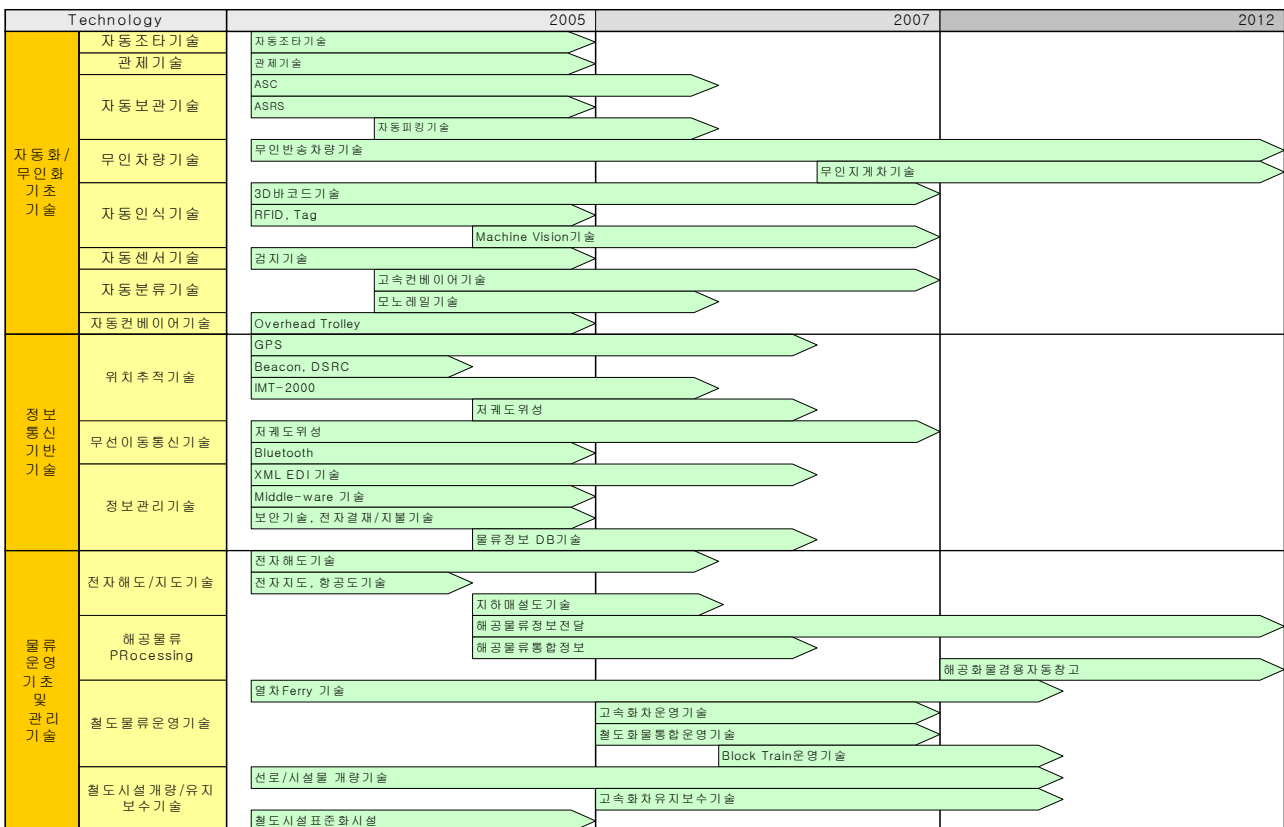 Technology 2005 2007 2012
자동화/
무인화
기초
기술
자동조타기술
자동조타기술
관제기술
관제기술
자동보관기술
ASC
ASRS
자동피킹기술
무인차량기술
무인반송차량기술
무인지게차기술
자동인식기술
3D바코드기술
RFID, Tag
Machine Vision기술
자동센서기술
검지기술
자동분류기술
고속컨베이어기술
모노레일기술
자동컨베이어기술
Overhead Trolley
정보
통신
기반
기술
위치추적기술
GPS
Beacon, DSRC
IMT-2000
저궤도위성
무선이동통신기술
저궤도위성
Bluetooth
정보관리기술
XML EDI 기술
Middle-ware 기술
보안기술, 전자결재/지불기술
물류정보 DB기술
물류
운영
기초
및
관리
기술
전자해도/지도기술
전자해도기술
전자지도, 항공도기술
지하매설도기술
해공물류
PRocessing
해공물류정보전달
해공물류통합정보
해공화물겸용자동창고
철도물류운영기술
열차Ferry 기술
고속화차운영기술
철도화물통합운영기술
Block Train운영기술
철도시설개량/유지
보수기술
선로/시설물 개량기술
고속화차유지보수기술
철도시설표준화시설